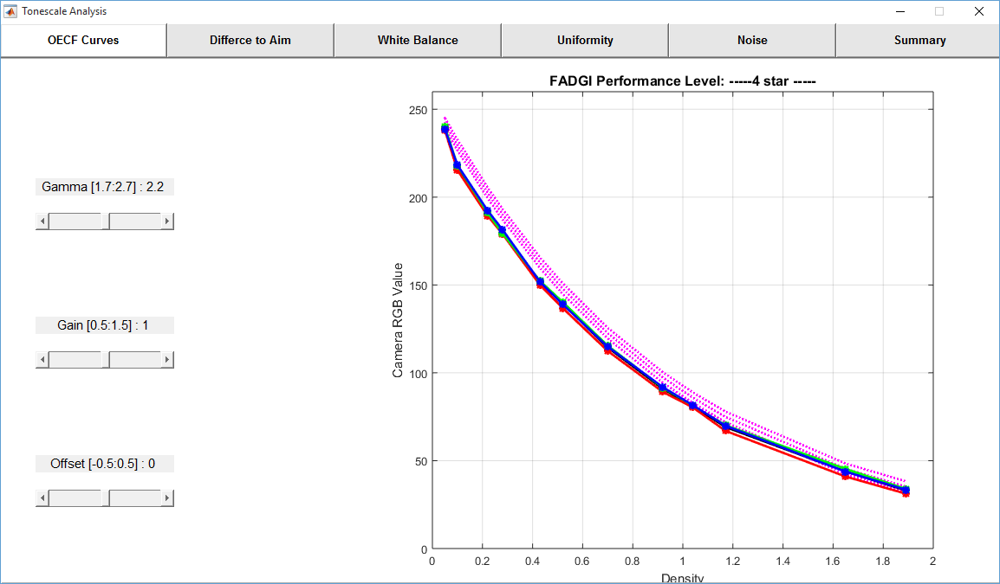 Tonescale Analysis
OECF Curves
Differce to Aim
White Balance
Uniformity
Noise
Summary
Gamma [1.7:2.7] : 2.2
Gain [0.5:1.5] : 1
Offset [-0.5:0.5] : 0
FADGI Performance Level: -----4 star -----
Camera RGB Value
250
200
150
100
50
0
0 0.2 0.4 0.6 0.8 1 1.2 1.4 1.6 1.8 2
Density